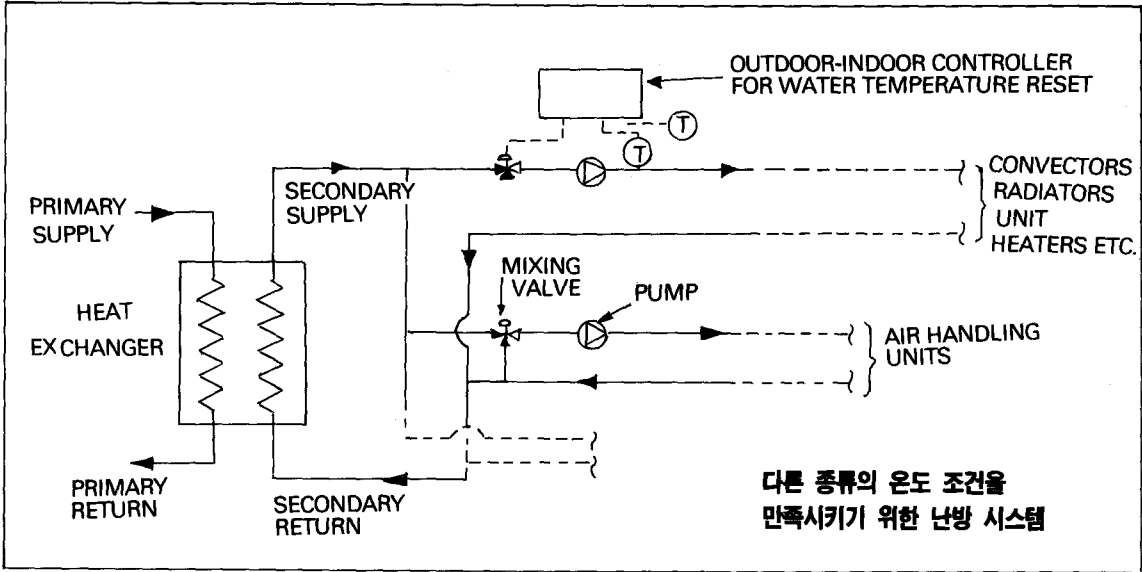 OUTDOOR-INDOOR CONTROLLER
FOR WATER TEMPERATURE RESET
T
T
SECONDARY
SUPPLY
CONVECTORS
RADIATORS
UNIT
HEATERS ETC.
PRIMARY
SUPPLY
MIXING
VALVE
PUMP
HEAT
EXCHANGER
AIR HANDLING
UNITS
PRIMARY
RETURN
SECONDARY
RETURN
다른 종류의 온도 조건을
만족시키기 위한 난방 시스템